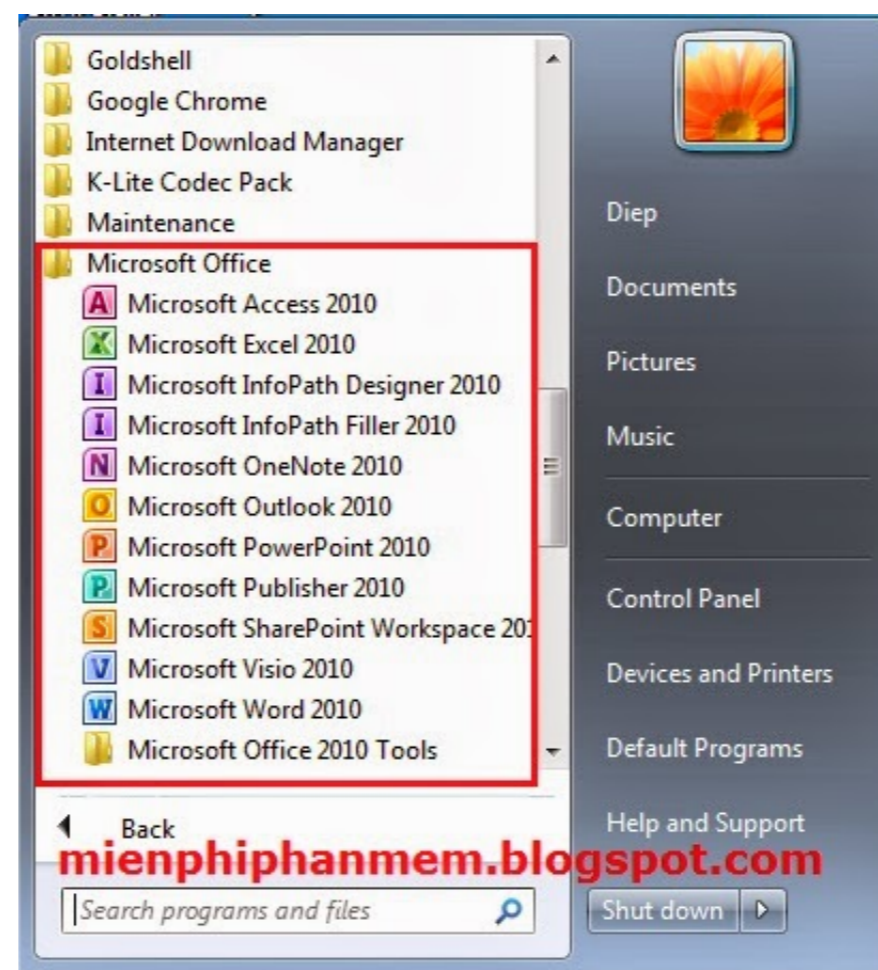 Goldshell
Google Chrome
Internet Download Manager
K-Lite Codec Pack
Maintenance
Microsoft Office
Microsoft Access 2010
Microsoft Excel 2010
Microsoft InfoPath Designer 2010
Microsoft InfoPath Filler 2010
Microsoft OneNote 2010
Microsoft Outlook 2010
Microsoft PowerPoint 2010
Microsoft Publisher 2010
Microsoft SharePoint Workspace 201
Microsoft Visio 2010
Microsoft Word 2010
Microsoft Office 2010 Tools
Back
mienphiphanmem.blogspot.com
Search programs and files
Diep
Documents
Pictures
Music
Computer
Control Panel
Devices and Printers
Default Programs
Help and Support
Shut down